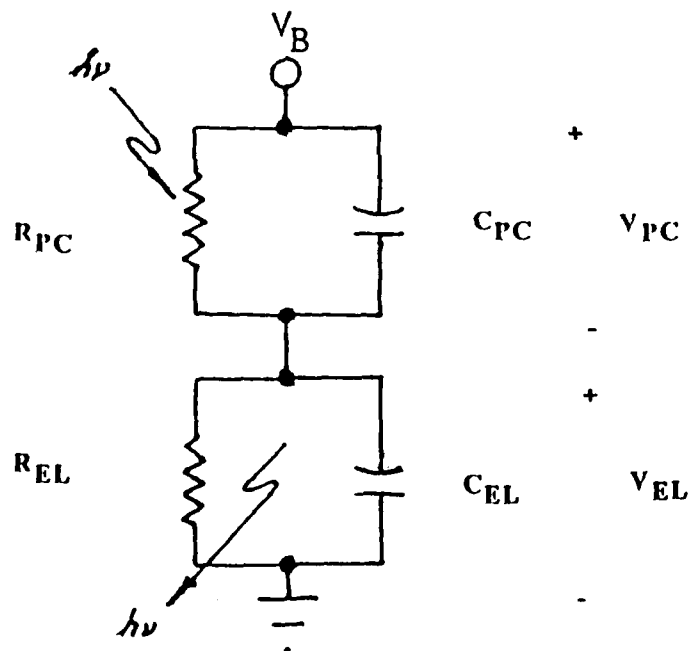 V_B
hν
+
R_PC
C_PC
V_PC
-
+
R_EL
C_EL
V_EL
-
hν